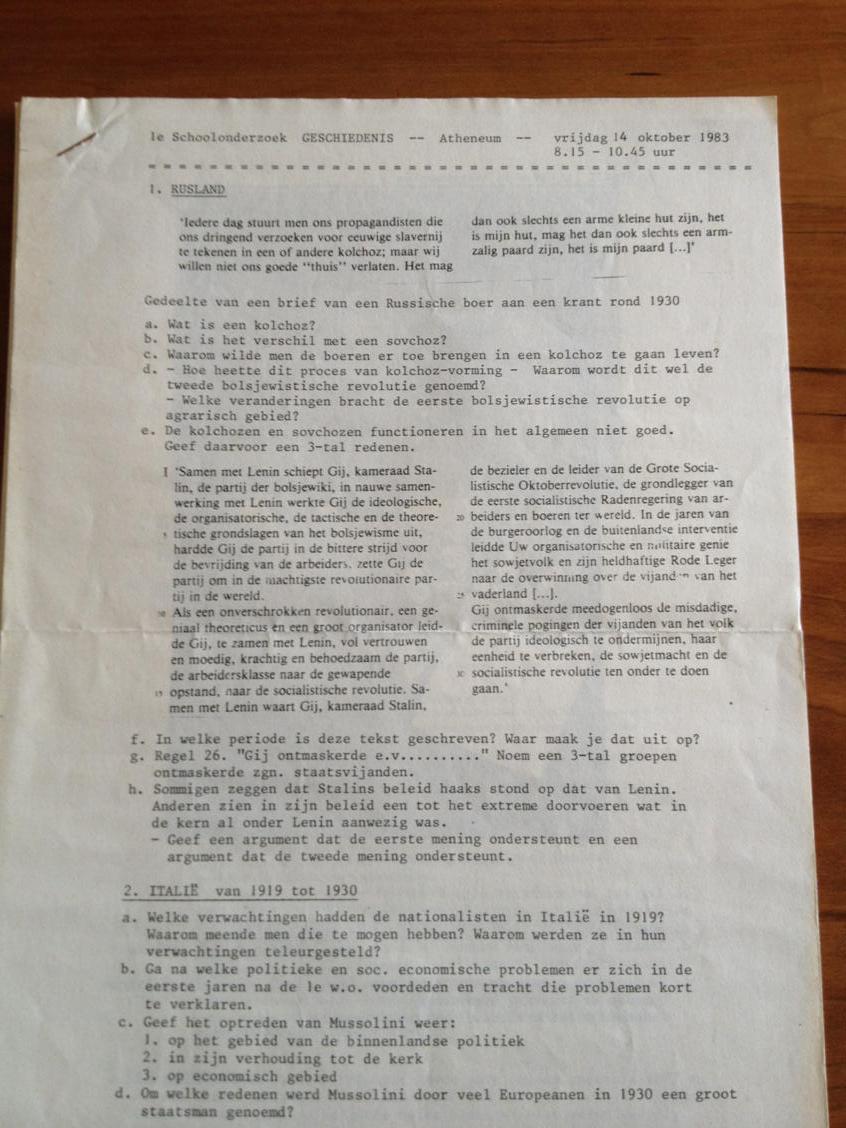 1e Schoolonderzoek GESCHIEDENIS -- Atheneum -- vrijdag 14 oktober 1983
8.15 - 10.45 uur
1. RUSLAND
'Iedere dag stuurt men ons propagandisten die
ons dringend verzoeken voor eeuwige slavernij
te tekenen in een of andere kolchoz; maar wij
willen niet ons goede "thuis" verlaten. Het mag
dan ook slechts een arme kleine hut zijn, het
is mijn hut, mag het dan ook slechts een arm-
zalig paard zijn, het is mijn paard [...]'
Gedeelte van een brief van een Russische boer aan een krant rond 1930
a. Wat is een kolchoz?
b. Wat is het verschil met een sovchoz?
c. Waarom wilde men de boeren er toe brengen in een kolchoz te gaan leven?
d. - Hoe heette dit proces van kolchoz-vorming - Waarom wordt dit wel de
tweede bolsjewistische revolutie genoemd?
- Welke veranderingen bracht de eerste bolsjewistische revolutie op
agrarisch gebied?
e. De kolchozen en sovchozen functioneren in het algemeen niet goed.
Geef daarvoor een 3-tal redenen.
1 'Samen met Lenin schiept Gij, kameraad Sta-
lin, de partij der bolsjewiki, in nauwe samen-
werking met Lenin werkte Gij de ideologische,
de organisatorische, de tactische en de theore-
5 tische grondslagen van het bolsjewisme uit,
hardde Gij de partij in de bittere strijd voor
de bevrijding van de arbeiders, zette Gij de
partij om in de machtigste revolutionaire par-
tij in de wereld.
10 Als een onverschrokken revolutionair, een ge-
niaal theoreticus en een groot organisator leid-
de Gij, te zamen met Lenin, vol vertrouwen
en moedig, krachtig en behoedzaam de partij,
de arbeidersklasse naar de gewapende
15 opstand, naar de socialistische revolutie. Sa-
men met Lenin waart Gij, kameraad Stalin,
de bezieler en de leider van de Grote Socia-
listische Oktoberrevolutie, de grondlegger van
de eerste socialistische Radenregering van ar-
20 beiders en boeren ter wereld. In de jaren van
de burgeroorlog en de buitenlandse interventie
leidde Uw organisatorische en militaire genie
het sowjetvolk en zijn heldhaftige Rode Leger
naar de overwinning over de vijanden van het
25 vaderland [...].
Gij ontmaskerde meedogenloos de misdadige,
criminele pogingen der vijanden van het volk
de partij ideologisch te ondermijnen, haar
eenheid te verbreken, de sowjetmacht en de
30 socialistische revolutie ten onder te doen
gaan.'
f. In welke periode is deze tekst geschreven? Waar maak je dat uit op?
g. Regel 26. "Gij ontmaskerde e.v.........." Noem een 3-tal groepen
ontmaskerde zgn. staatsvijanden.
h. Sommigen zeggen dat Stalins beleid haaks stond op dat van Lenin.
Anderen zien in zijn beleid een tot het extreme doorvoeren wat in
de kern al onder Lenin aanwezig was.
- Geef een argument dat de eerste mening ondersteunt en een
argument dat de tweede mening ondersteunt.
2. ITALIË van 1919 tot 1930
a. Welke verwachtingen hadden de nationalisten in Italië in 1919?
Waarom meende men die te mogen hebben? Waarom werden ze in hun
verwachtingen teleurgesteld?
b. Ga na welke politieke en soc. economische problemen er zich in de
eerste jaren na de 1e w.o. voordeden en tracht die problemen kort
te verklaren.
c. Geef het optreden van Mussolini weer:
1. op het gebied van de binnenlandse politiek
2. in zijn verhouding tot de kerk
3. op economisch gebied
d. Om welke redenen werd Mussolini door veel Europeanen in 1930 een groot
staatsman genoemd?